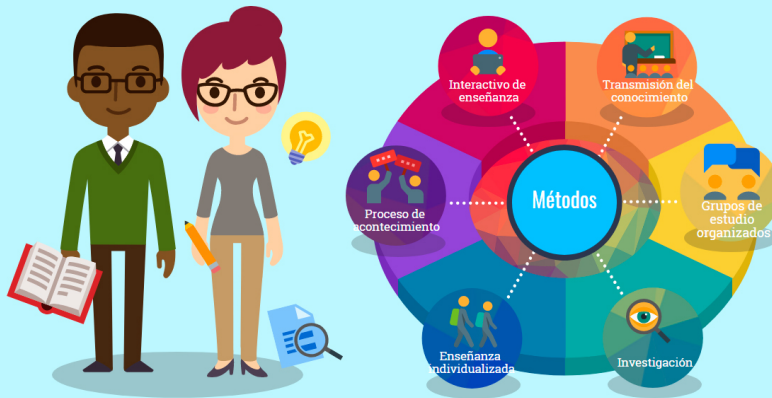 Interactivo de
enseñanza
Transmisión del
conocimiento
Proceso de
acontecimiento
Métodos
Grupos de
estudio
organizados
Enseñanza
individualizada
Investigación